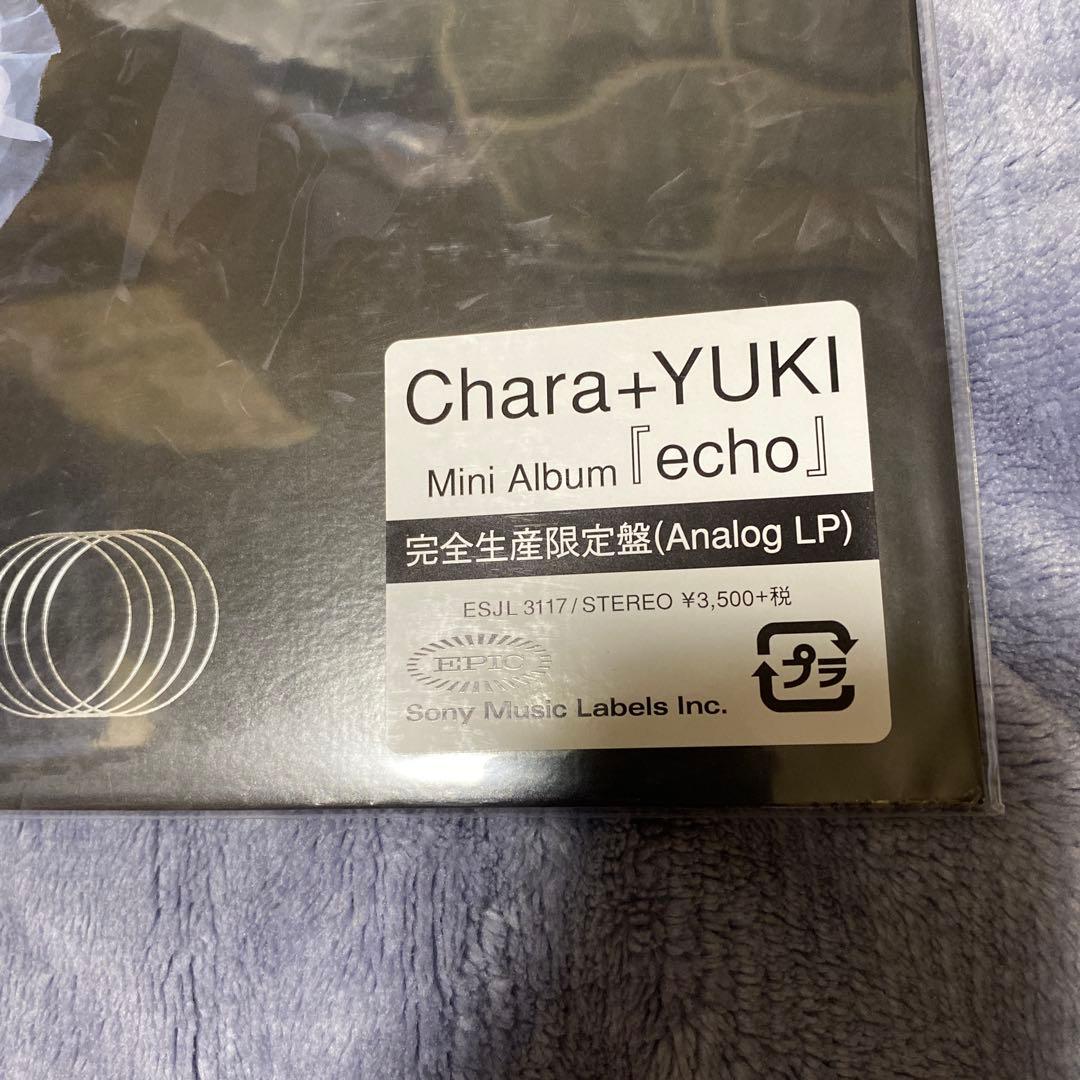 Chara+YUKI
Mini Album『echo』
完全生産限定盤(Analog LP)
ESJL 3117/STEREO ¥3,500+税
EPIC
Sony Music Labels Inc.
プラ